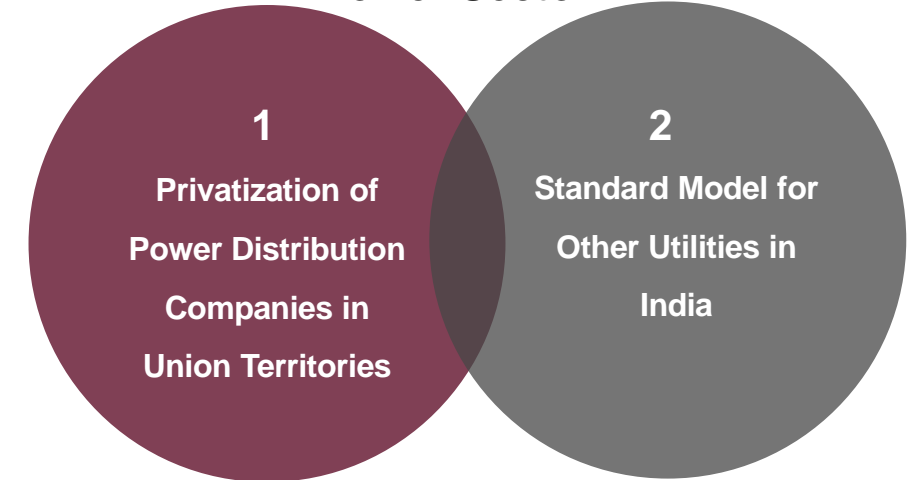 1
Privatization of
Power Distribution
Companies in
Union Territories
2
Standard Model for
Other Utilities in
India